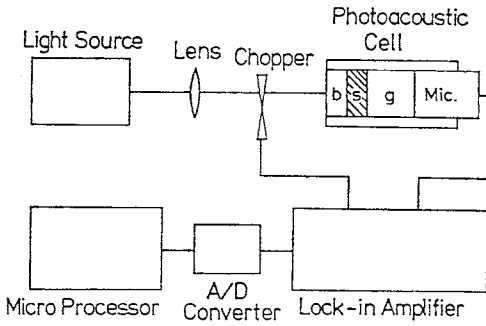 Photoacoustic
Cell
Light Source
Lens
Chopper
b
s
g
Mic.
Micro Processor
A/D
Converter
Lock-in Amplifier